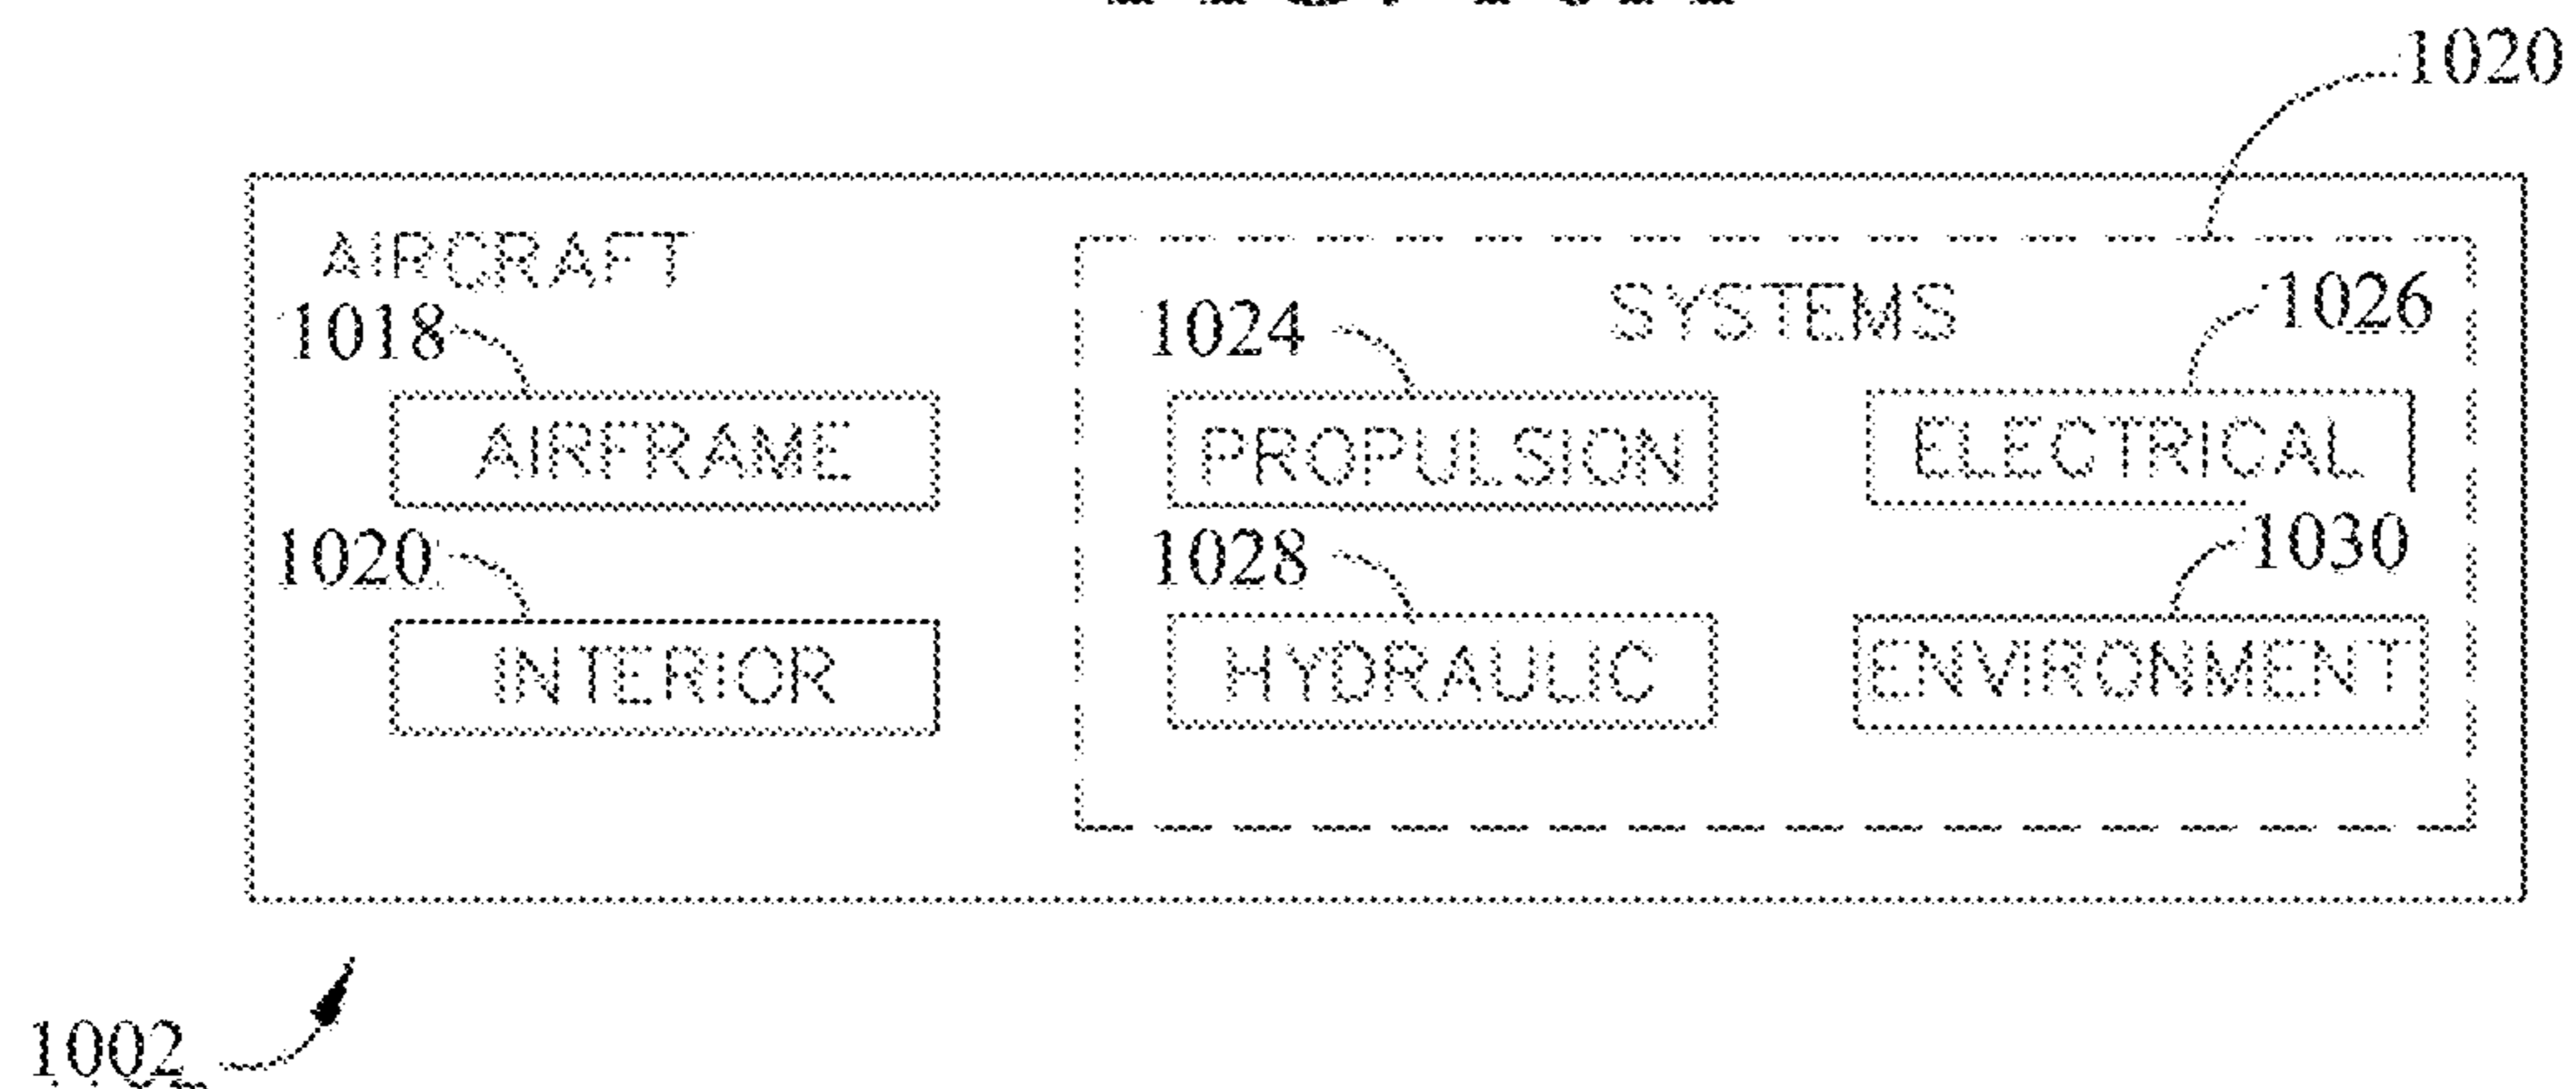 1020
AIRCRAFT
SYSTEMS
1018
1024
1026
AIRFRAME
PROPULSION
ELECTRICAL
1020
1028
1030
INTERIOR
HYDRAULIC
ENVIRONMENT
1002